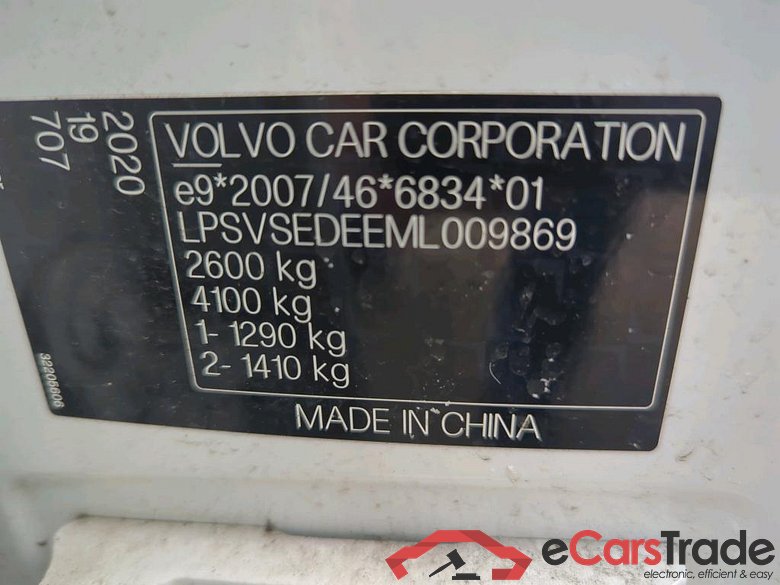 VOLVO CAR CORPORATION
e9*2007/46*6834*01
LPSVSEDEEML009869
2600 kg
4100 kg
1- 1290 kg
2- 1410 kg
MADE IN CHINA
2020
19
707
32206606
eCarsTrade
electronic, efficient & easy